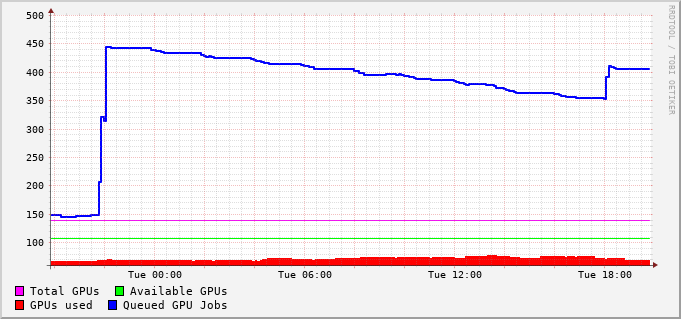 RRDTOOL / TOBI OETIKER
500
450
400
350
300
250
200
150
100
Tue 00:00 Tue 06:00 Tue 12:00 Tue 18:00
Total GPUs Available GPUs
GPUs used Queued GPU Jobs